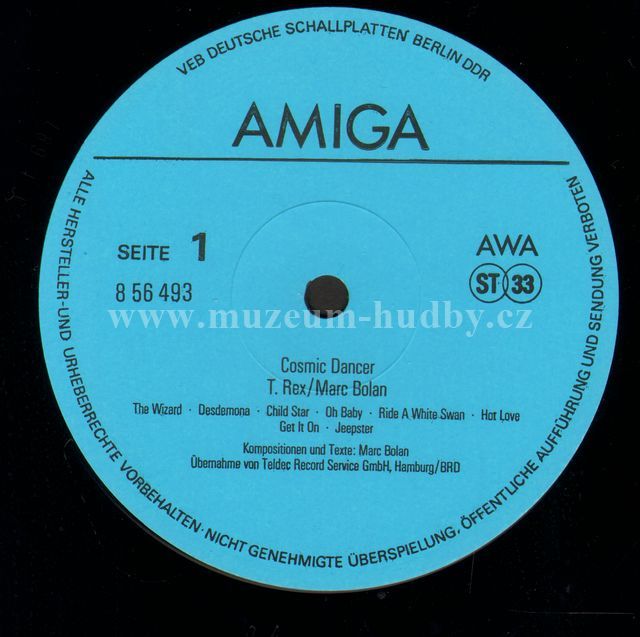 VEB DEUTSCHE SCHALLPLATTEN BERLIN DDR
AMIGA
SEITE 1
AWA
8 56 493
ST 33
www.muzeum-hudby.cz
Cosmic Dancer
T. Rex/Marc Bolan
The Wizard · Desdemona · Child Star · Oh Baby · Ride A White Swan · Hot Love
Get It On · Jeepster
Kompositionen und Texte: Marc Bolan
Übernahme von Teldec Record Service GmbH, Hamburg/BRD
ALLE HERSTELLER-UND URHEBERRECHTE VORBEHALTEN · NICHT GENEHMIGTE ÜBERSPIELUNG, ÖFFENTLICHE AUFFÜHRUNG UND SENDUNG VERBOTEN